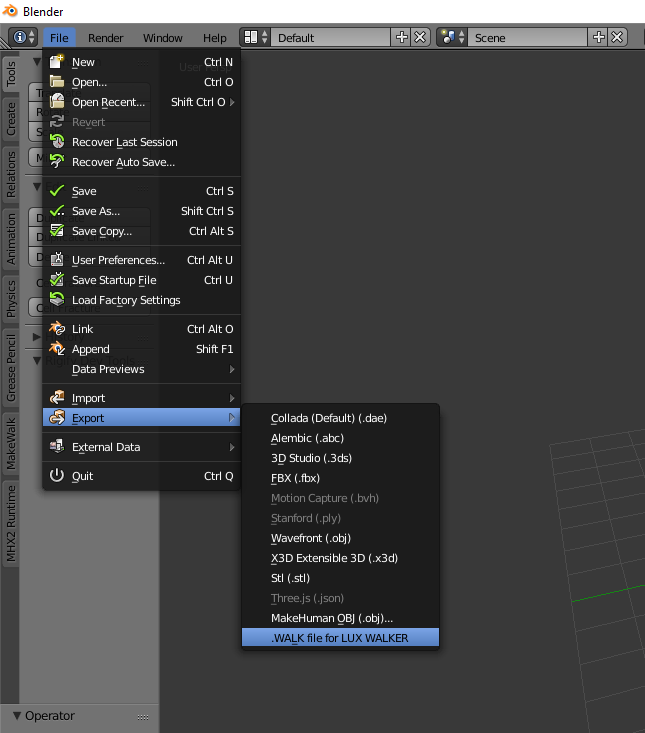 Blender
File Render Window Help Default Scene
New Ctrl N
Open... Ctrl O
Open Recent... Shift Ctrl O
Revert
Recover Last Session
Recover Auto Save...
Save Ctrl S
Save As... Shift Ctrl S
Save Copy... Ctrl Alt S
User Preferences... Ctrl Alt U
Save Startup File Ctrl U
Load Factory Settings
Link Ctrl Alt O
Append Shift F1
Data Previews
Import
Export
External Data
Quit Ctrl Q
Collada (Default) (.dae)
Alembic (.abc)
3D Studio (.3ds)
FBX (.fbx)
Motion Capture (.bvh)
Stanford (.ply)
Wavefront (.obj)
X3D Extensible 3D (.x3d)
Stl (.stl)
Three.js (.json)
MakeHuman OBJ (.obj)...
.WALK file for LUX WALKER
Tools
Create
Relations
Animation
Physics
Grease Pencil
MakeWalk
MHX2 Runtime
Operator